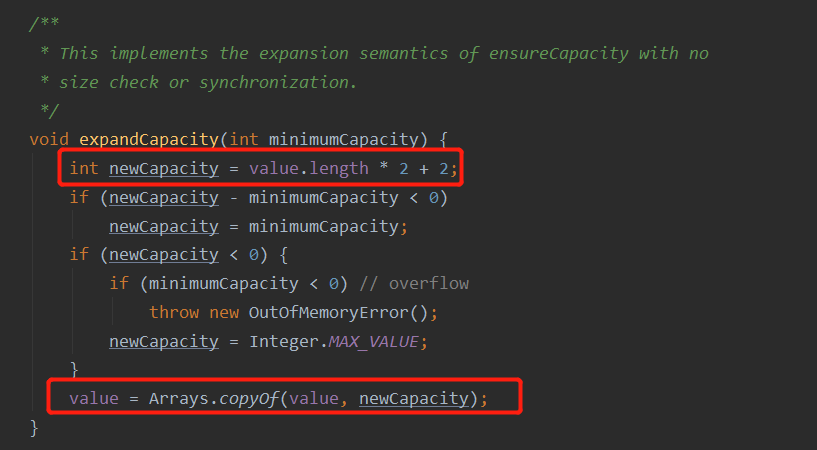 /**
* This implements the expansion semantics of ensureCapacity with no
* size check or synchronization.
*/
void expandCapacity(int minimumCapacity) {
int newCapacity = value.length * 2 + 2;
if (newCapacity - minimumCapacity < 0)
newCapacity = minimumCapacity;
if (newCapacity < 0) {
if (minimumCapacity < 0) // overflow
throw new OutOfMemoryError();
newCapacity = Integer.MAX_VALUE;
}
value = Arrays.copyOf(value, newCapacity);
}